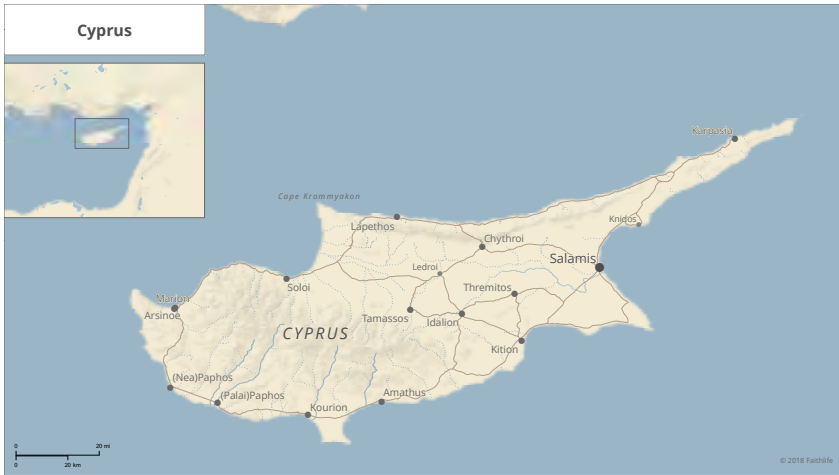 Cyprus
Karpasia
Cape Krommyakon
Lapethos
Knidos
Chythroi
Salamis
Ledroi
Soloi
Thremitos
Marion
Arsinoe
Tamassos
Idalion
CYPRUS
Kition
(Nea)Paphos
(Palai)Paphos
Amathus
Kourion
0 20 mi
0 20 km
© 2018 Faithlife